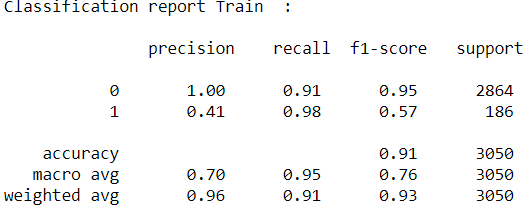 Classification report Train :
precision recall f1-score support
0 1.00 0.91 0.95 2864
1 0.41 0.98 0.57 186
accuracy 0.91 3050
macro avg 0.70 0.95 0.76 3050
weighted avg 0.96 0.91 0.93 3050